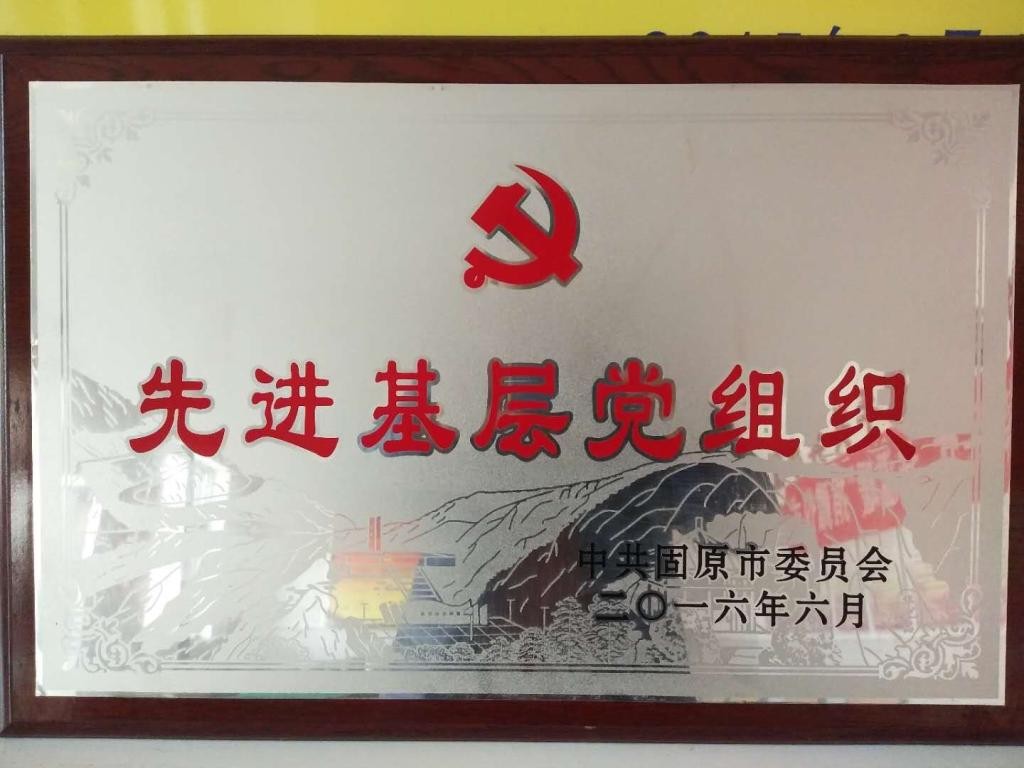 先进基层党组织
中共固原市委员会
二〇一六年六月